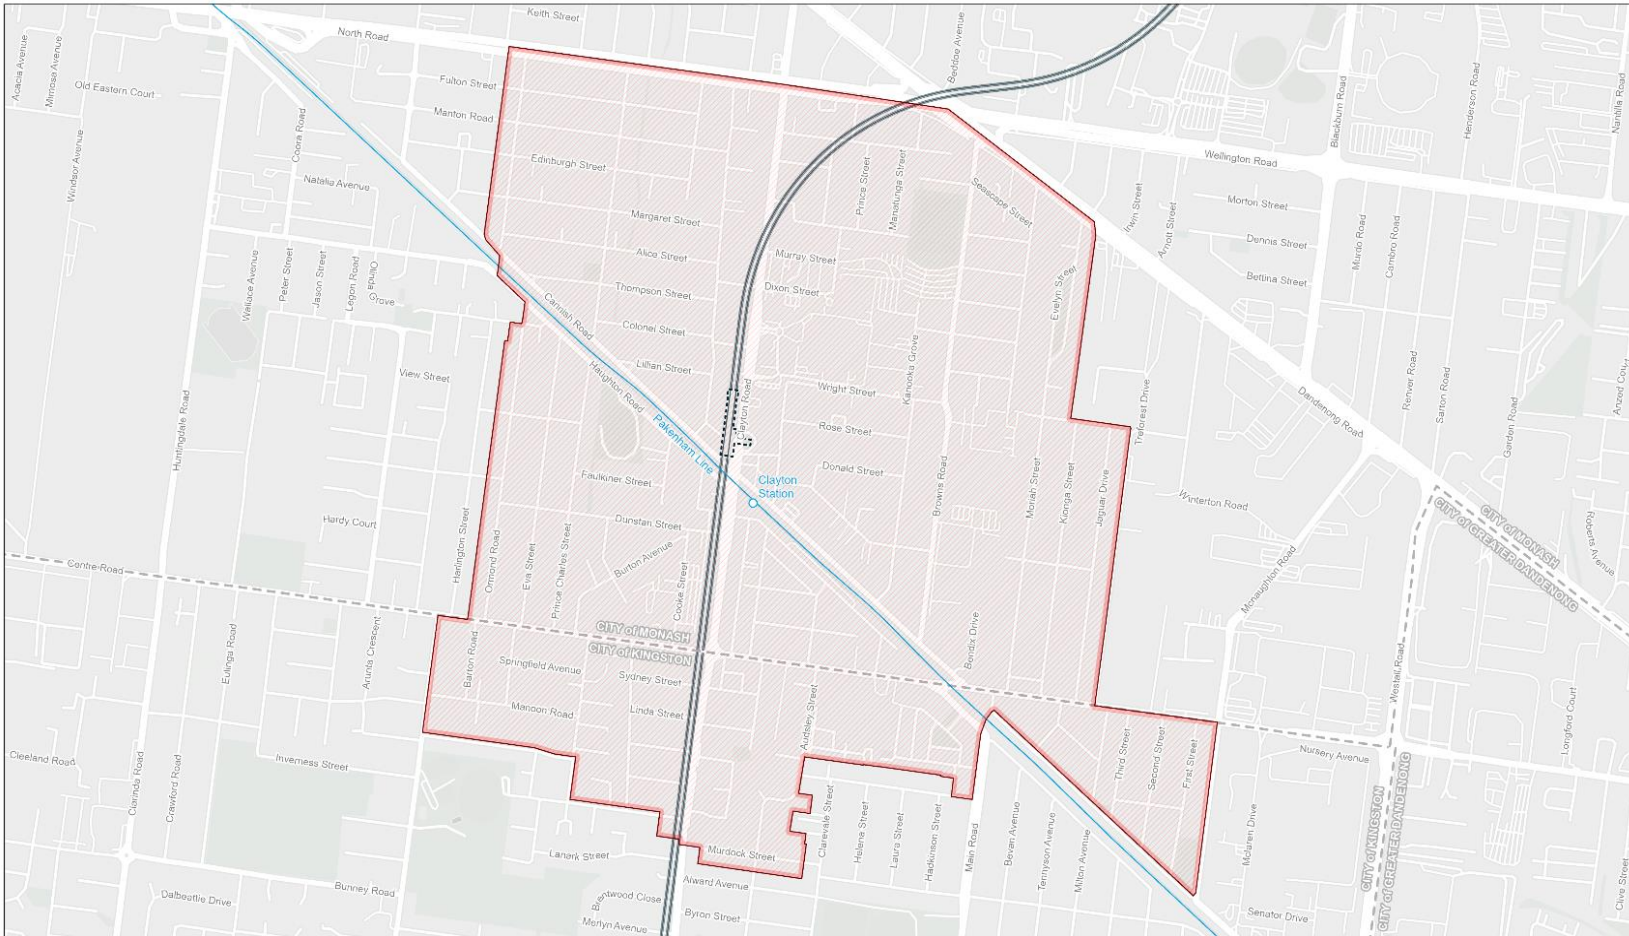 Keith Street
North Road
Acacia Avenue
Mimosa Avenue
Old Eastern Court
Fulton Street
Manton Road
Coora Road
Beddoe Avenue
Blackburn Road
Henderson Road
Nantilla Road
Windsor Avenue
Edinburgh Street
Natalia Avenue
Prince Street
Manatunga Street
Seascape Street
Wellington Road
Irwin Street
Arnott Street
Morton Street
Dennis Street
Bettina Street
Murdo Road
Cambro Road
Margaret Street
Alice Street
Murray Street
Dixon Street
Thompson Street
Evelyn Street
Wallace Avenue
Peter Street
Jason Street
Legon Road
Olinda
Grove
Carinish Road
Colonel Street
Lillian Street
Haughton Road
View Street
Clayton Road
Wright Street
Kanooka Grove
Rose Street
Treforest Drive
Dandenong Road
Renver Road
Sarton Road
Garden Road
Anzed Court
Huntingdale Road
Pakenham Line
Donald Street
Clayton
Station
Faulkner Street
Browns Road
Moriah Street
Kionga Street
Jaguar Drive
Winterton Road
Hardy Court
Dunstan Street
Harlington Street
Ormond Road
Eva Street
Prince Charles Street
Burton Avenue
Cooke Street
CITY of MONASH
CITY of GREATER DANDENONG
Roberts Avenue
Centre Road
Mcnaughton Road
CITY of MONASH
CITY of KINGSTON
Eulinga Road
Arunta Crescent
Barton Road
Springfield Avenue
Sydney Street
Bendix Drive
Westall Road
Manoon Road
Linda Street
Audsley Street
Longford Court
Cleeland Road
Clarinda Road
Crawford Road
Inverness Street
Third Street
Second Street
First Street
Nursery Avenue
Clarevale Street
Helena Street
Laura Street
Hadkinson Street
Main Road
Bevan Avenue
Tennyson Avenue
Milton Avenue
Mclaren Drive
CITY of KINGSTON
CITY of GREATER DANDENONG
Lanark Street
Murdock Street
Alward Avenue
Bunney Road
Dalbeattie Drive
Brentwood Close
Byron Street
Merlyn Avenue
Senator Drive
Clive Street